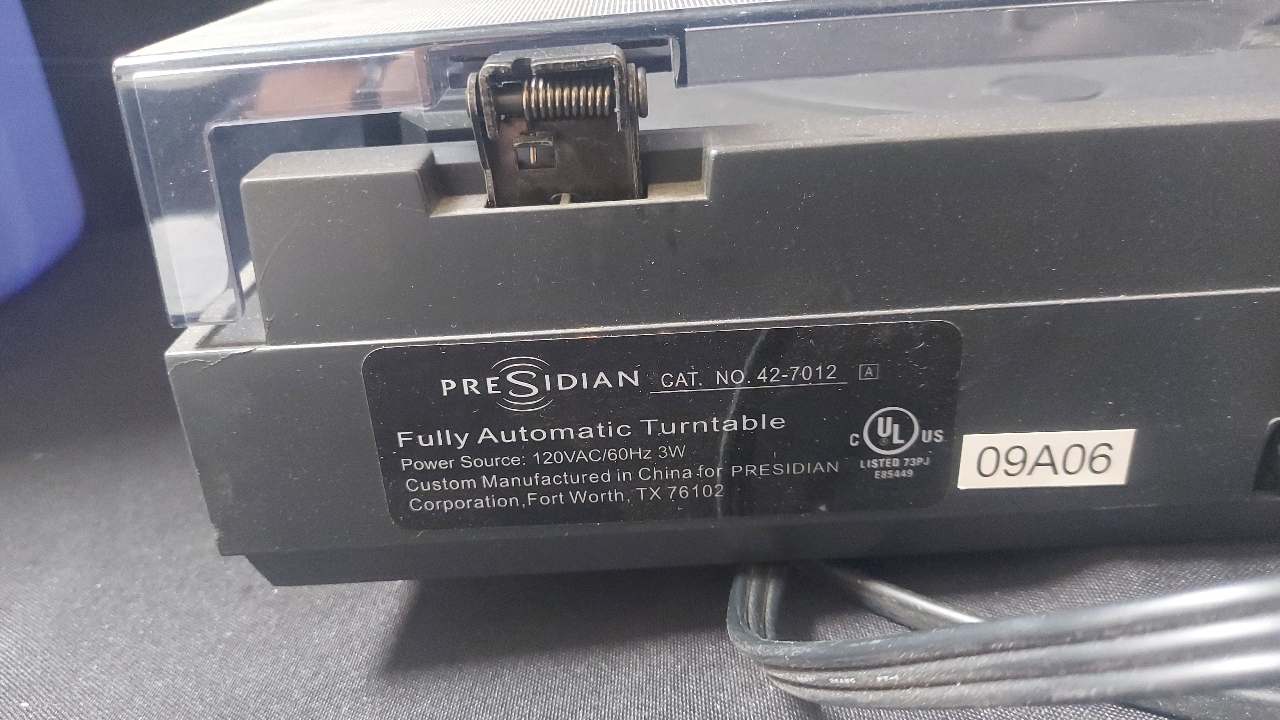 PRESIDIAN CAT. NO. 42-7012 A
Fully Automatic Turntable
Power Source: 120VAC/60Hz 3W
Custom Manufactured in China for PRESIDIAN
Corporation, Fort Worth, TX 76102
C UL US
LISTED 73PJ
E85449
09A06